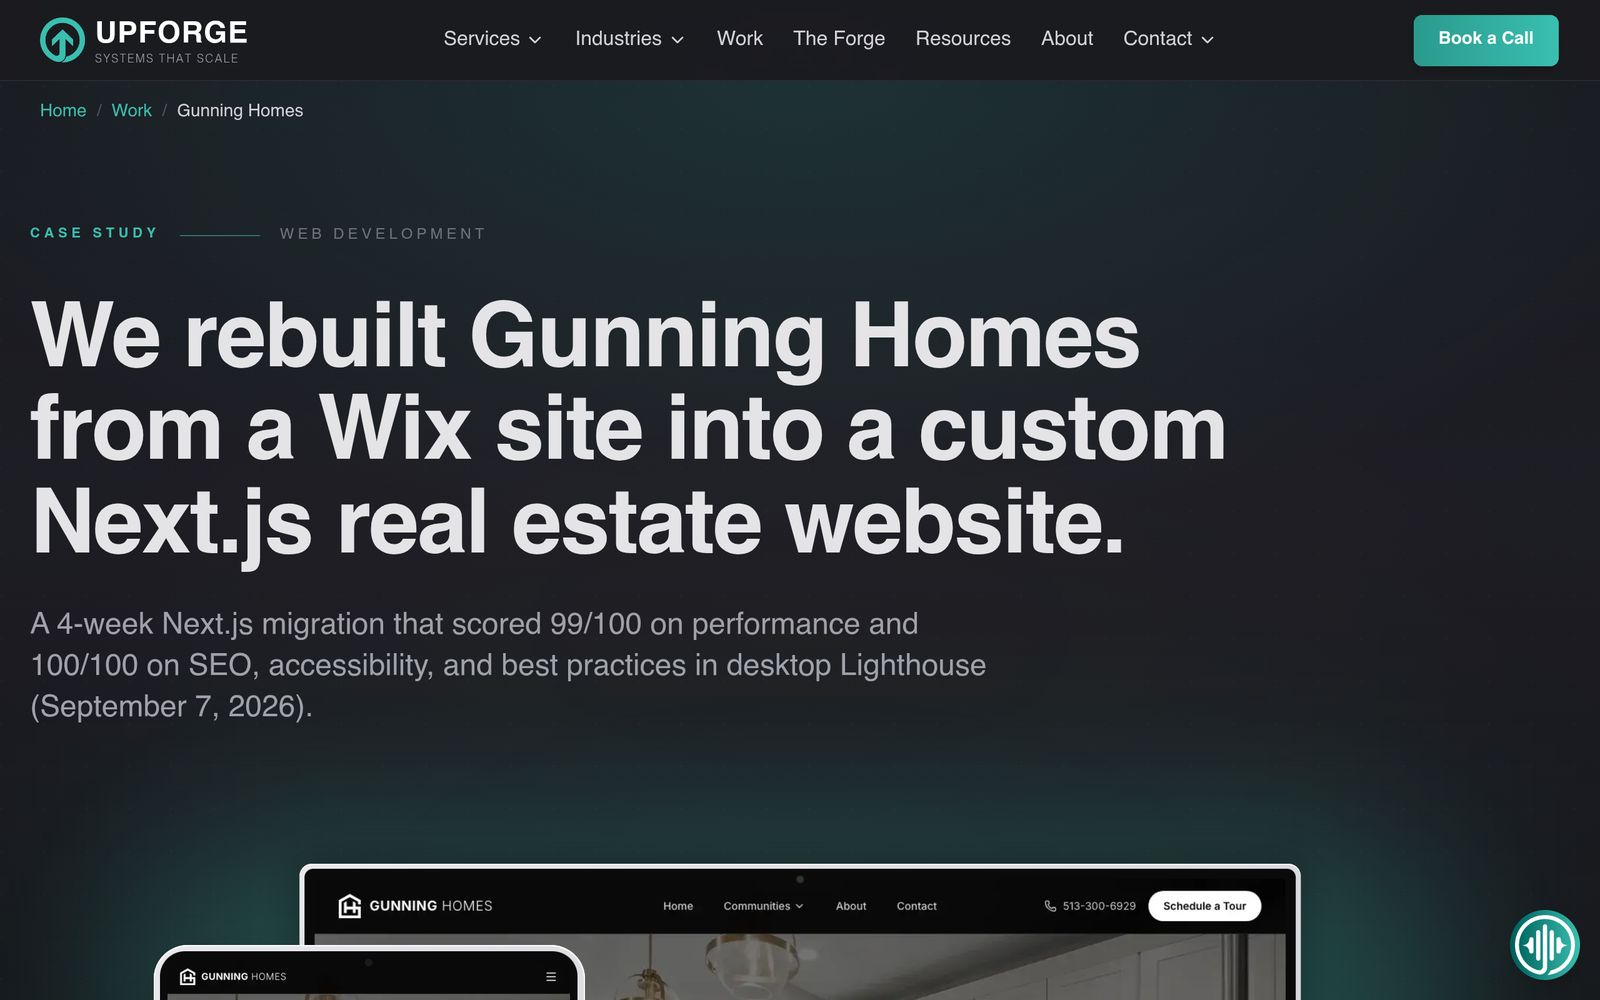 UPFORGE
SYSTEMS THAT SCALE
Services
Industries
Work
The Forge
Resources
About
Contact
Book a Call
Home / Work / Gunning Homes
CASE STUDY
WEB DEVELOPMENT
We rebuilt Gunning Homes
from a Wix site into a custom
Next.js real estate website.
A 4-week Next.js migration that scored 99/100 on performance and
100/100 on SEO, accessibility, and best practices in desktop Lighthouse
(September 7, 2026).
GUNNING HOMES
Home
Communities
About
Contact
513-300-6929
Schedule a Tour
GUNNING HOMES